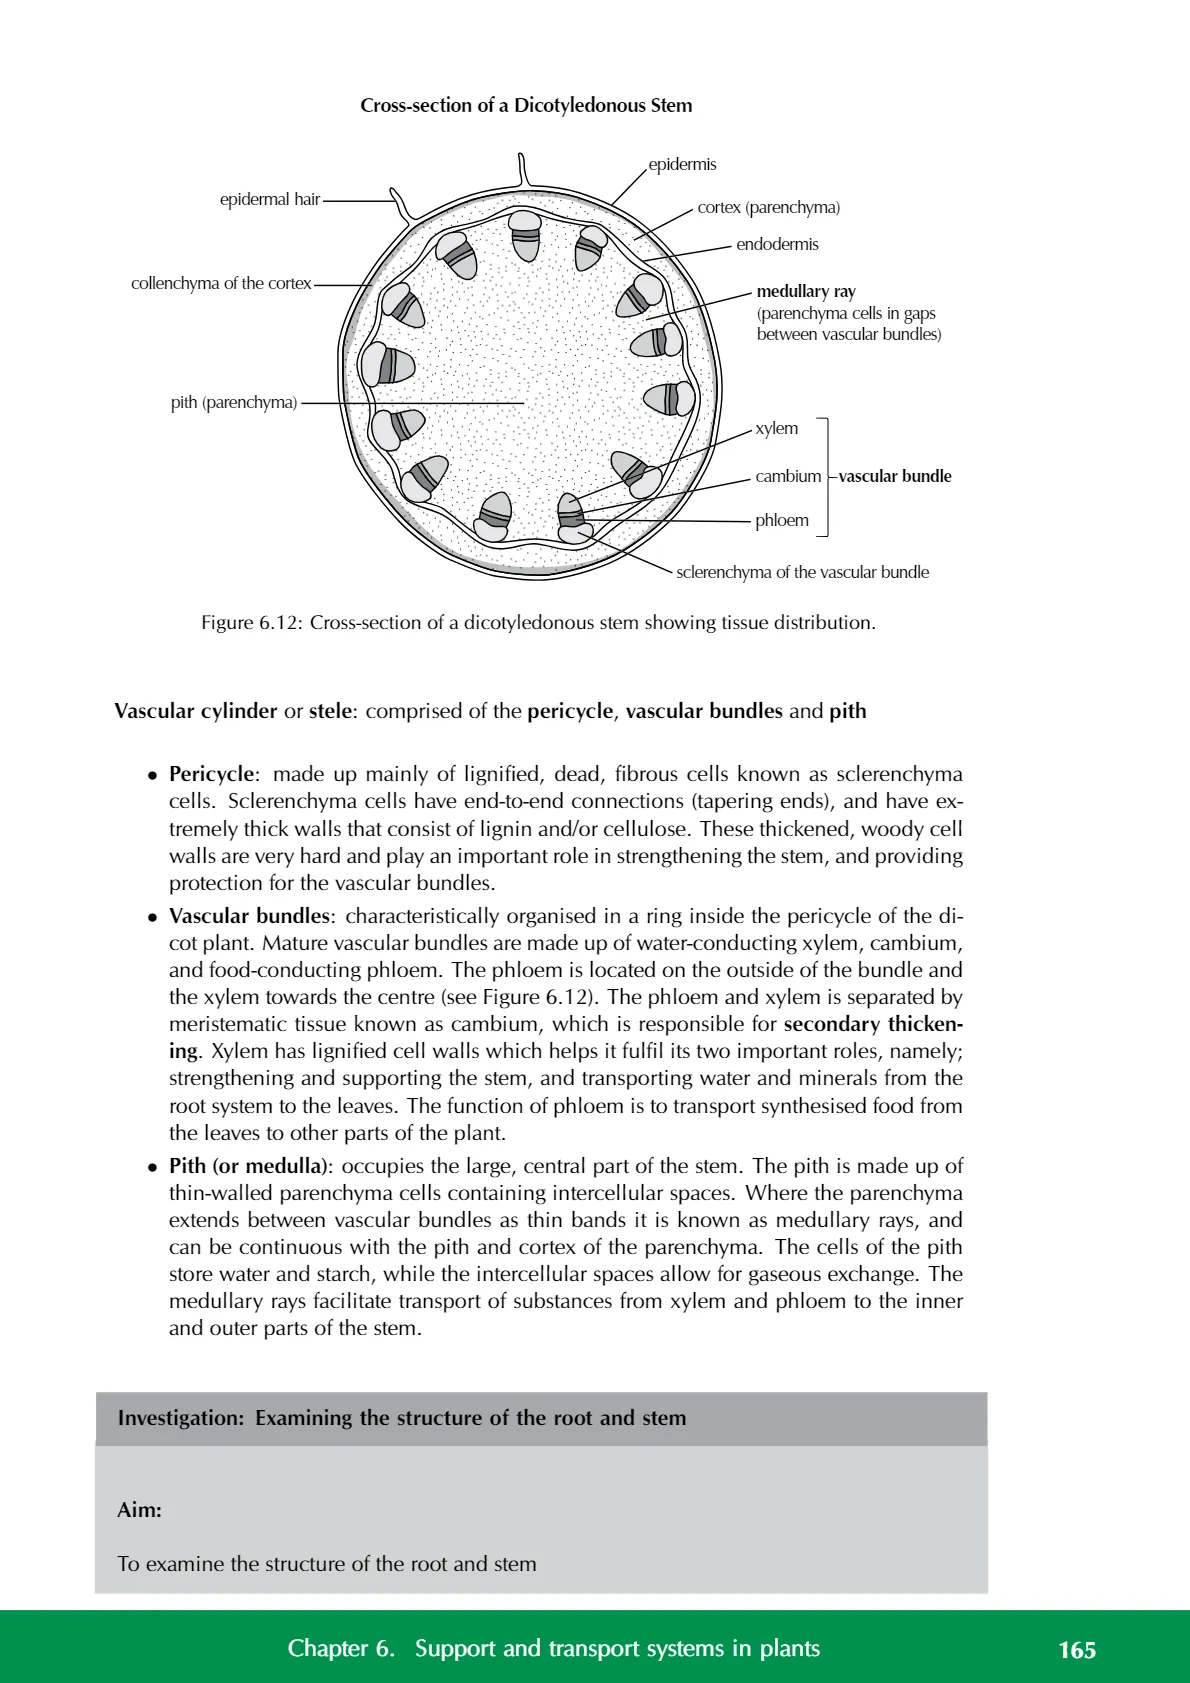 Cross-section of a Dicotyledonous Stem
epidermis
epidermal hair
cortex (parenchyma)
endodermis
collenchyma of the cortex
medullary ray
(parenchyma cells in gaps
between vascular bundles)
pith (parenchyma)
xylem
cambium
vascular bundle
phloem
sclerenchyma of the vascular bundle
Figure 6.12: Cross-section of a dicotyledonous stem showing tissue distribution.
Vascular cylinder or stele: comprised of the pericycle, vascular bundles and pith
• Pericycle: made up mainly of lignified, dead, fibrous cells known as sclerenchyma
cells. Sclerenchyma cells have end-to-end connections (tapering ends), and have ex-
tremely thick walls that consist of lignin and/or cellulose. These thickened, woody cell
walls are very hard and play an important role in strengthening the stem, and providing
protection for the vascular bundles.
• Vascular bundles: characteristically organised in a ring inside the pericycle of the di-
cot plant. Mature vascular bundles are made up of water-conducting xylem, cambium,
and food-conducting phloem. The phloem is located on the outside of the bundle and
the xylem towards the centre (see Figure 6.12). The phloem and xylem is separated by
meristematic tissue known as cambium, which is responsible for secondary thicken-
ing. Xylem has lignified cell walls which helps it fulfil its two important roles, namely;
strengthening and supporting the stem, and transporting water and minerals from the
root system to the leaves. The function of phloem is to transport synthesised food from
the leaves to other parts of the plant.
• Pith (or medulla): occupies the large, central part of the stem. The pith is made up of
thin-walled parenchyma cells containing intercellular spaces. Where the parenchyma
extends between vascular bundles as thin bands it is known as medullary rays, and
can be continuous with the pith and cortex of the parenchyma. The cells of the pith
store water and starch, while the intercellular spaces allow for gaseous exchange. The
medullary rays facilitate transport of substances from xylem and phloem to the inner
and outer parts of the stem.
Investigation: Examining the structure of the root and stem
Aim:
To examine the structure of the root and stem
Chapter 6. Support and transport systems in plants 165